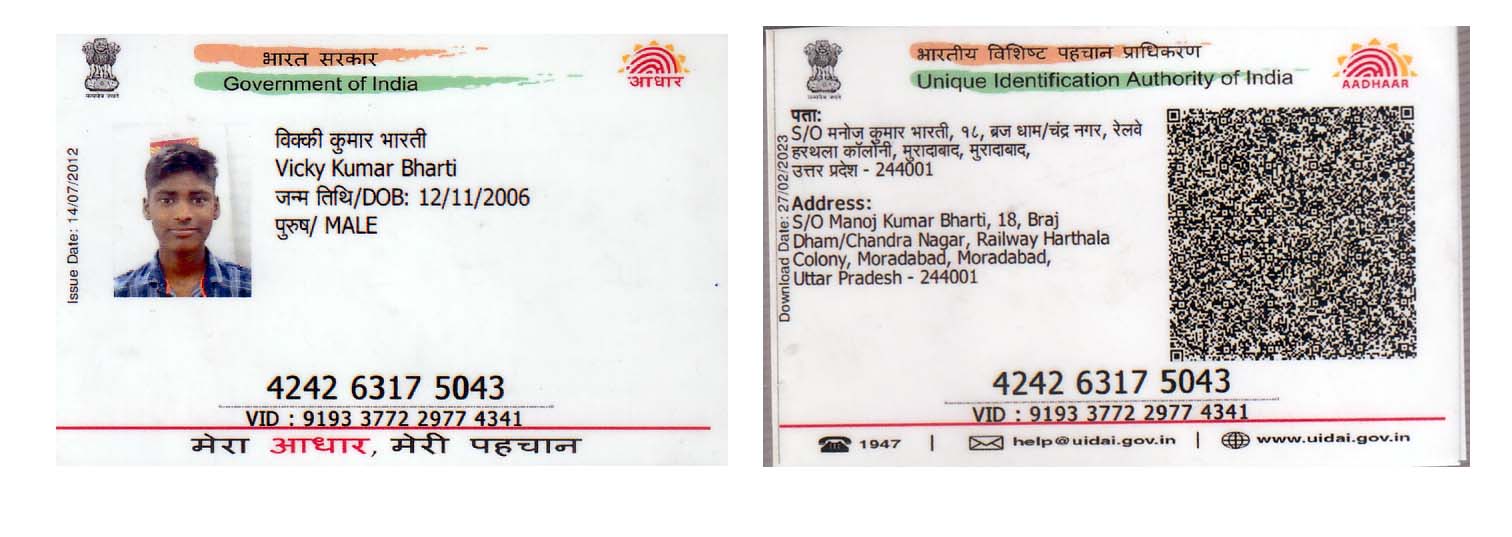 भारत सरकार
Government of India
आधार
Issue Date: 14/07/2012
विक्की कुमार भारती
Vicky Kumar Bharti
जन्म तिथि/DOB: 12/11/2006
पुरुष/ MALE
4242 6317 5043
VID : 9193 3772 2977 4341
मेरा आधार, मेरी पहचान
भारतीय विशिष्ट पहचान प्राधिकरण
Unique Identification Authority of India
AADHAAR
Download Date: 27/02/2023
पता:
S/O मनोज कुमार भारती, १८, ब्रज धाम/चंद्र नगर, रेलवे
हरथला कॉलोनी, मुरादाबाद, मुरादाबाद,
उत्तर प्रदेश - 244001
Address:
S/O Manoj Kumar Bharti, 18, Braj
Dham/Chandra Nagar, Railway Harthala
Colony, Moradabad, Moradabad,
Uttar Pradesh - 244001
4242 6317 5043
VID : 9193 3772 2977 4341
1947 | help@uidai.gov.in | www.uidai.gov.in